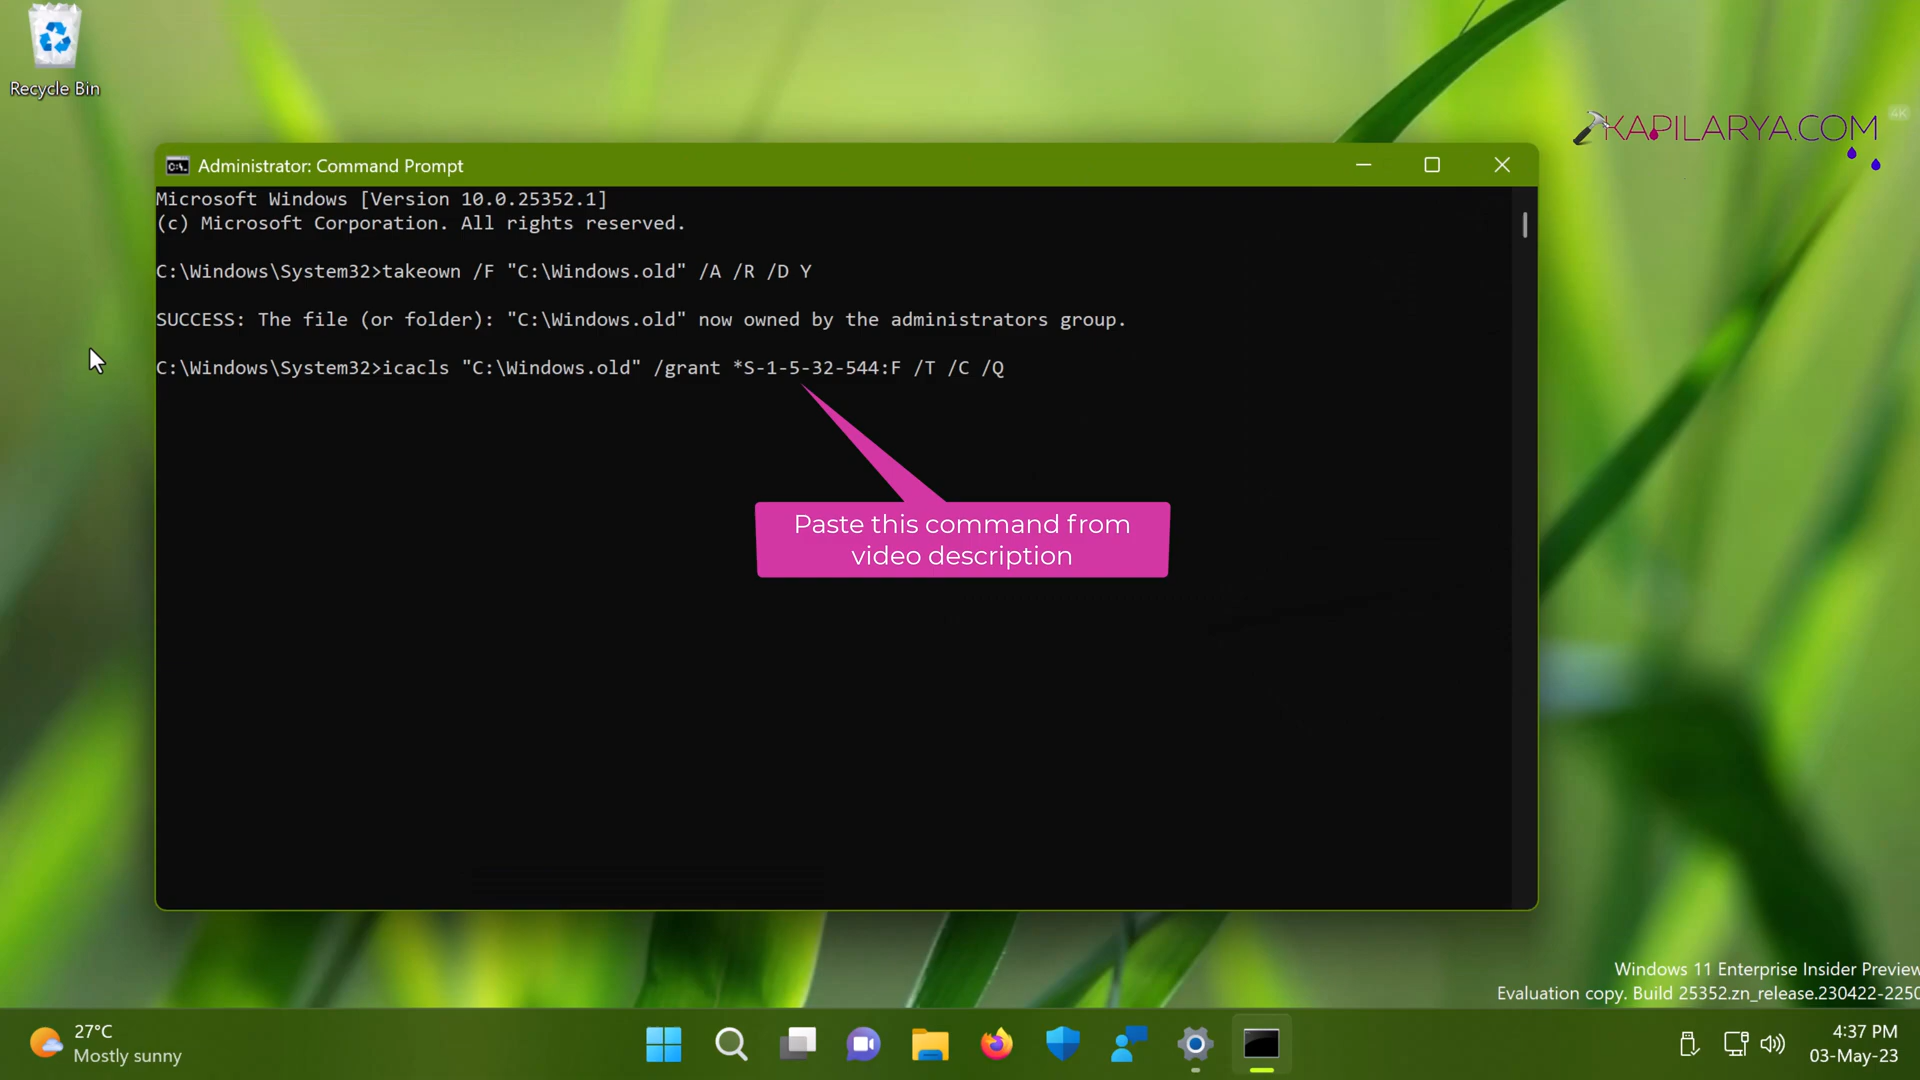 Recycle Bin
KAPILARYA.COM
4K
Administrator: Command Prompt
Microsoft Windows [Version 10.0.25352.1]
(c) Microsoft Corporation. All rights reserved.
C:\Windows\System32>takeown /F "C:\Windows.old" /A /R /D Y
SUCCESS: The file (or folder): "C:\Windows.old" now owned by the administrators group.
C:\Windows\System32>icacls "C:\Windows.old" /grant *S-1-5-32-544:F /T /C /Q
Paste this command from
video description
Windows 11 Enterprise Insider Preview
Evaluation copy. Build 25352.zn_release.230422-2250
27°C
Mostly sunny
4:37 PM
03-May-23